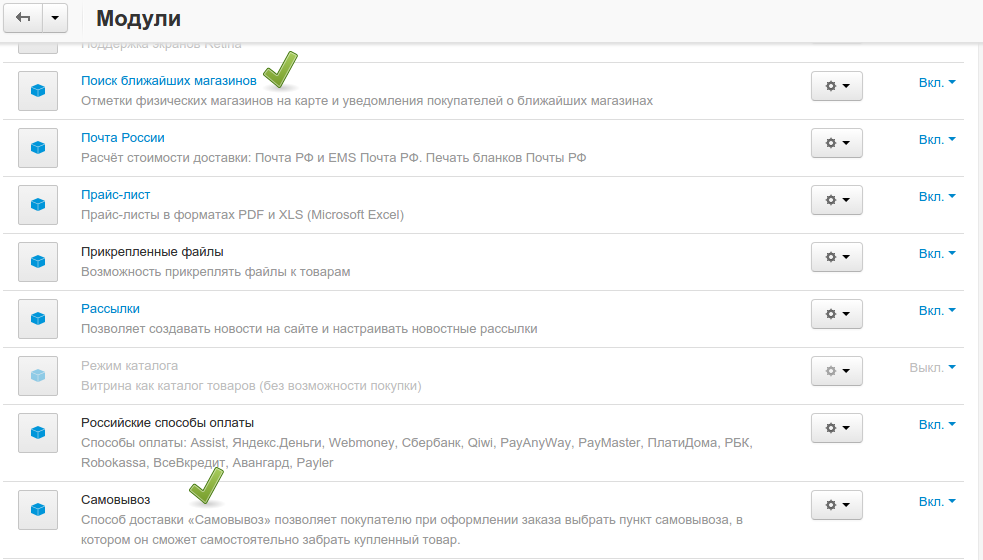 Модули
Поддержка экранов Retina
Поиск ближайших магазинов
Отметки физических магазинов на карте и уведомления покупателей о ближайших магазинах
Вкл.
Почта России
Расчёт стоимости доставки: Почта РФ и EMS Почта РФ. Печать бланков Почты РФ
Вкл.
Прайс-лист
Прайс-листы в форматах PDF и XLS (Microsoft Excel)
Вкл.
Прикрепленные файлы
Возможность прикреплять файлы к товарам
Вкл.
Рассылки
Позволяет создавать новости на сайте и настраивать новостные рассылки
Вкл.
Режим каталога
Витрина как каталог товаров (без возможности покупки)
Выкл.
Российские способы оплаты
Способы оплаты: Assist, Яндекс.Деньги, Webmoney, Сбербанк, Qiwi, PayAnyWay, PayMaster, ПлатиДома, РБК,
Robokassa, ВсеВкредит, Авангард, Payler
Вкл.
Самовывоз
Способ доставки «Самовывоз» позволяет покупателю при оформлении заказа выбрать пункт самовывоза, в
котором он сможет самостоятельно забрать купленный товар.
Вкл.